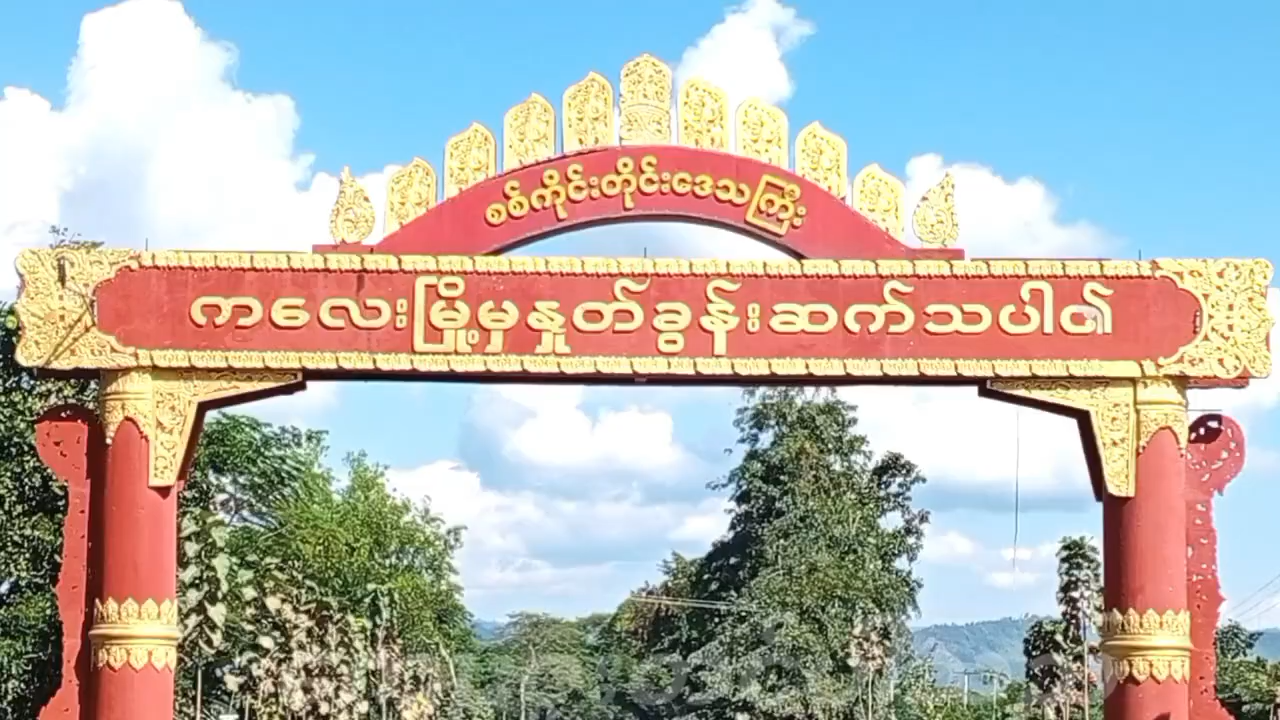 စစ်ကိုင်းတိုင်းဒေသကြီး
ကလေးမြို့မှနှုတ်ခွန်းဆက်သပါ၏